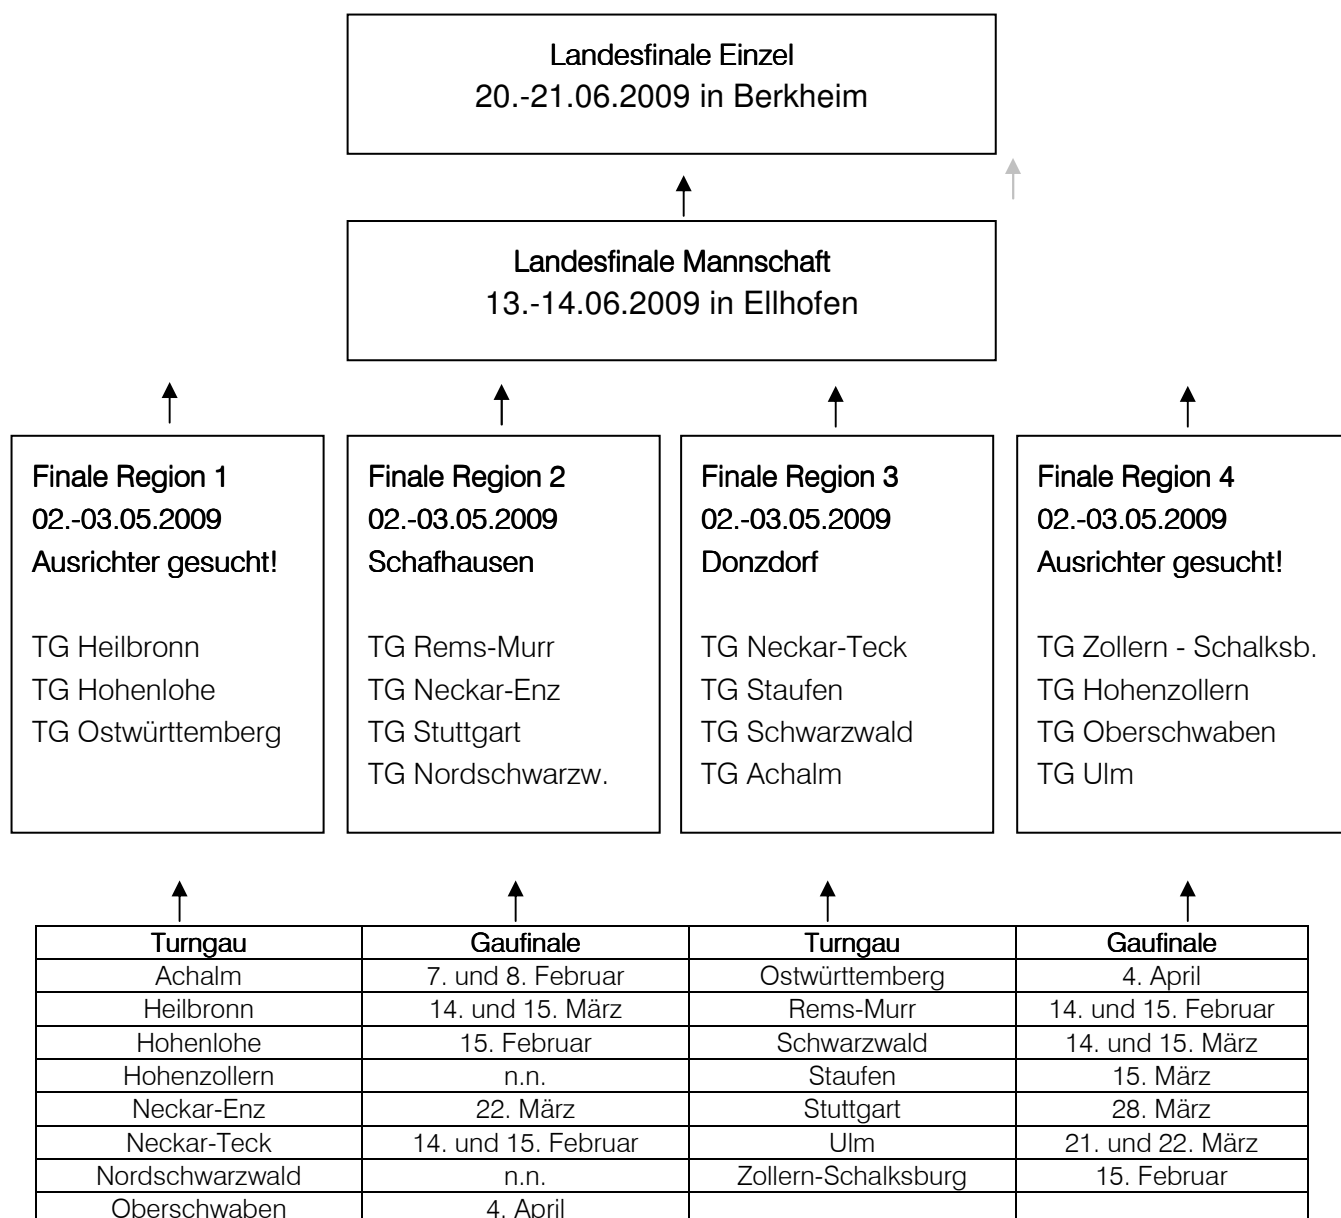 Landesfinale Einzel
20.-21.06.2009 in Berkheim
Landesfinale Mannschaft
13.-14.06.2009 in Ellhofen
Finale Region 1
02.-03.05.2009
Ausrichter gesucht!
TG Heilbronn
TG Hohenlohe
TG Ostwürttemberg
Finale Region 2
02.-03.05.2009
Schafhausen
TG Rems-Murr
TG Neckar-Enz
TG Stuttgart
TG Nordschwarzw.
Finale Region 3
02.-03.05.2009
Donzdorf
TG Neckar-Teck
TG Staufen
TG Schwarzwald
TG Achalm
Finale Region 4
02.-03.05.2009
Ausrichter gesucht!
TG Zollern - Schalksb.
TG Hohenzollern
TG Oberschwaben
TG Ulm
Turngau Gaufinale Turngau Gaufinale
Achalm 7. und 8. Februar Ostwürttemberg 4. April
Heilbronn 14. und 15. März Rems-Murr 14. und 15. Februar
Hohenlohe 15. Februar Schwarzwald 14. und 15. März
Hohenzollern n.n. Staufen 15. März
Neckar-Enz 22. März Stuttgart 28. März
Neckar-Teck 14. und 15. Februar Ulm 21. und 22. März
Nordschwarzwald n.n. Zollern-Schalksburg 15. Februar
Oberschwaben 4. April